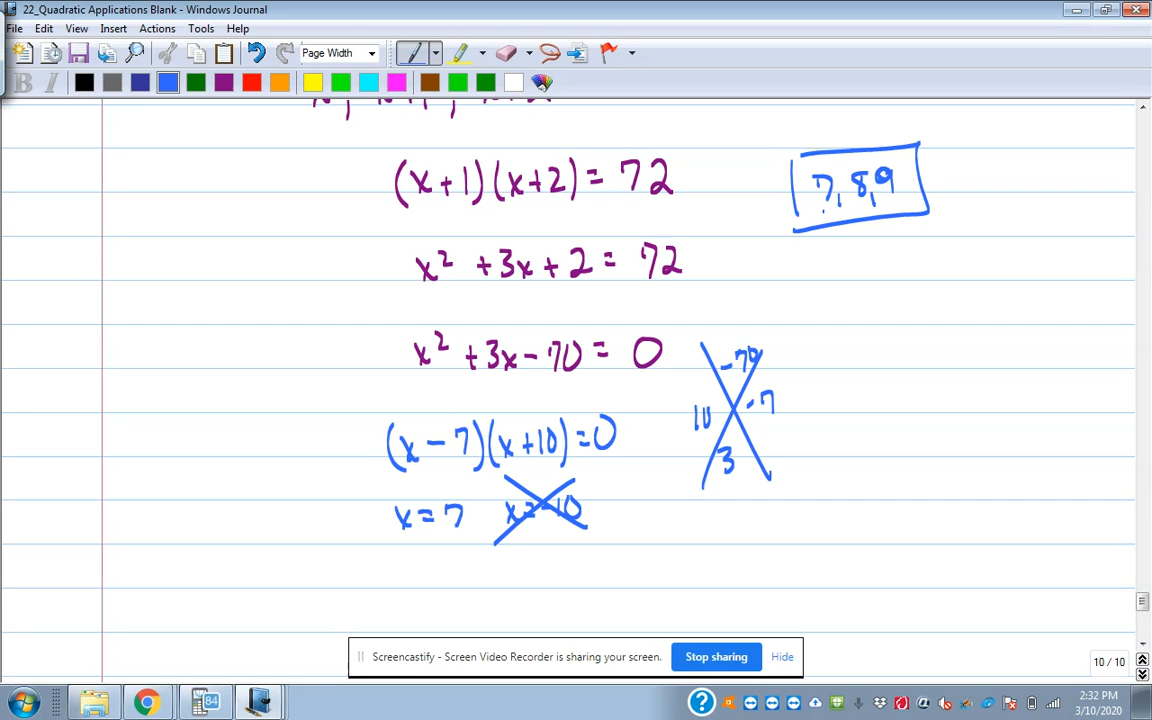 22_Quadratic Applications Blank - Windows Journal
File Edit View Insert Actions Tools Help
Page Width
B I
(x+1)(x+2) = 72
7, 8, 9
x² + 3x + 2 = 72
x² + 3x - 70 = 0
-70
10 -7
3
(x - 7)(x + 10) = 0
x = 7 x = -10
Screencastify - Screen Video Recorder is sharing your screen. Stop sharing Hide
10 / 10
84
2:32 PM
3/10/2020